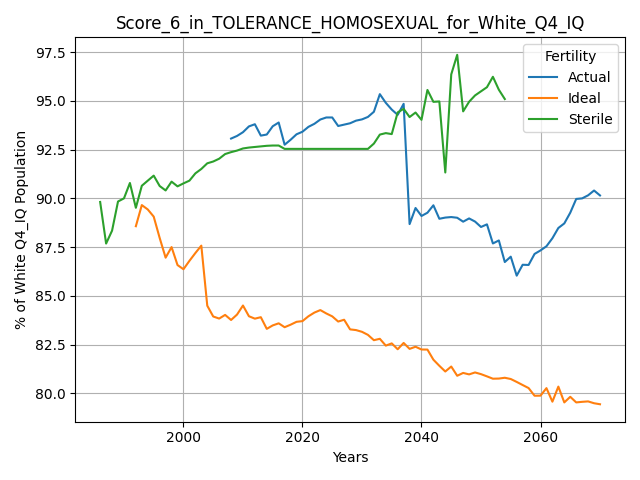 Score_6_in_TOLERANCE_HOMOSEXUAL_for_White_Q4_IQ
% of White Q4_IQ Population
97.5
95.0
92.5
90.0
87.5
85.0
82.5
80.0
Fertility
Actual
Ideal
Sterile
2000
2020
2040
2060
Years